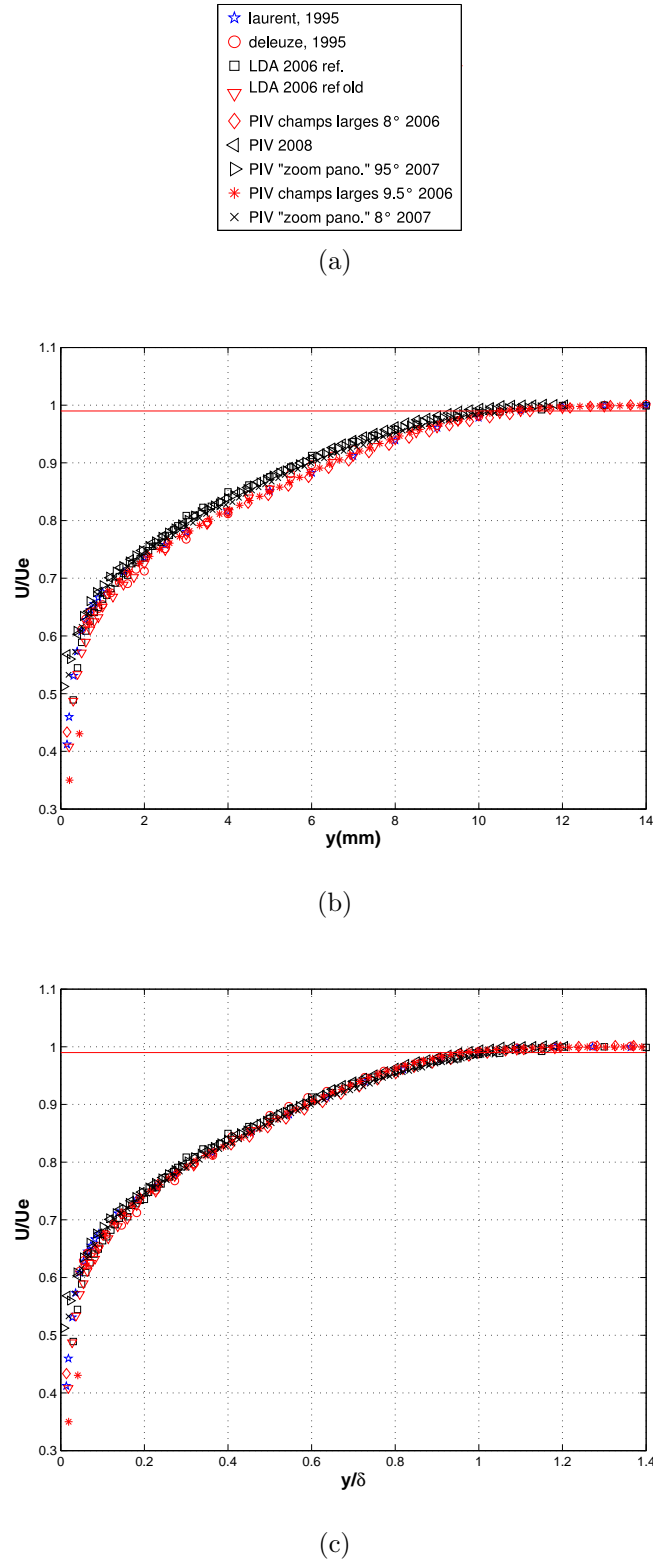 laurent, 1995
deleuze, 1995
LDA 2006 ref.
LDA 2006 ref old
PIV champs larges 8° 2006
PIV 2008
PIV "zoom pano." 95° 2007
PIV champs larges 9.5° 2006
PIV "zoom pano." 8° 2007
(a)
1.1
1
0.9
0.8
0.7
0.6
0.5
0.4
0.3
U/Ue
0 2 4 6 8 10 12 14
y(mm)
(b)
1.1
1
0.9
0.8
0.7
0.6
0.5
0.4
0.3
U/Ue
0 0.2 0.4 0.6 0.8 1 1.2 1.4
y/δ
(c)